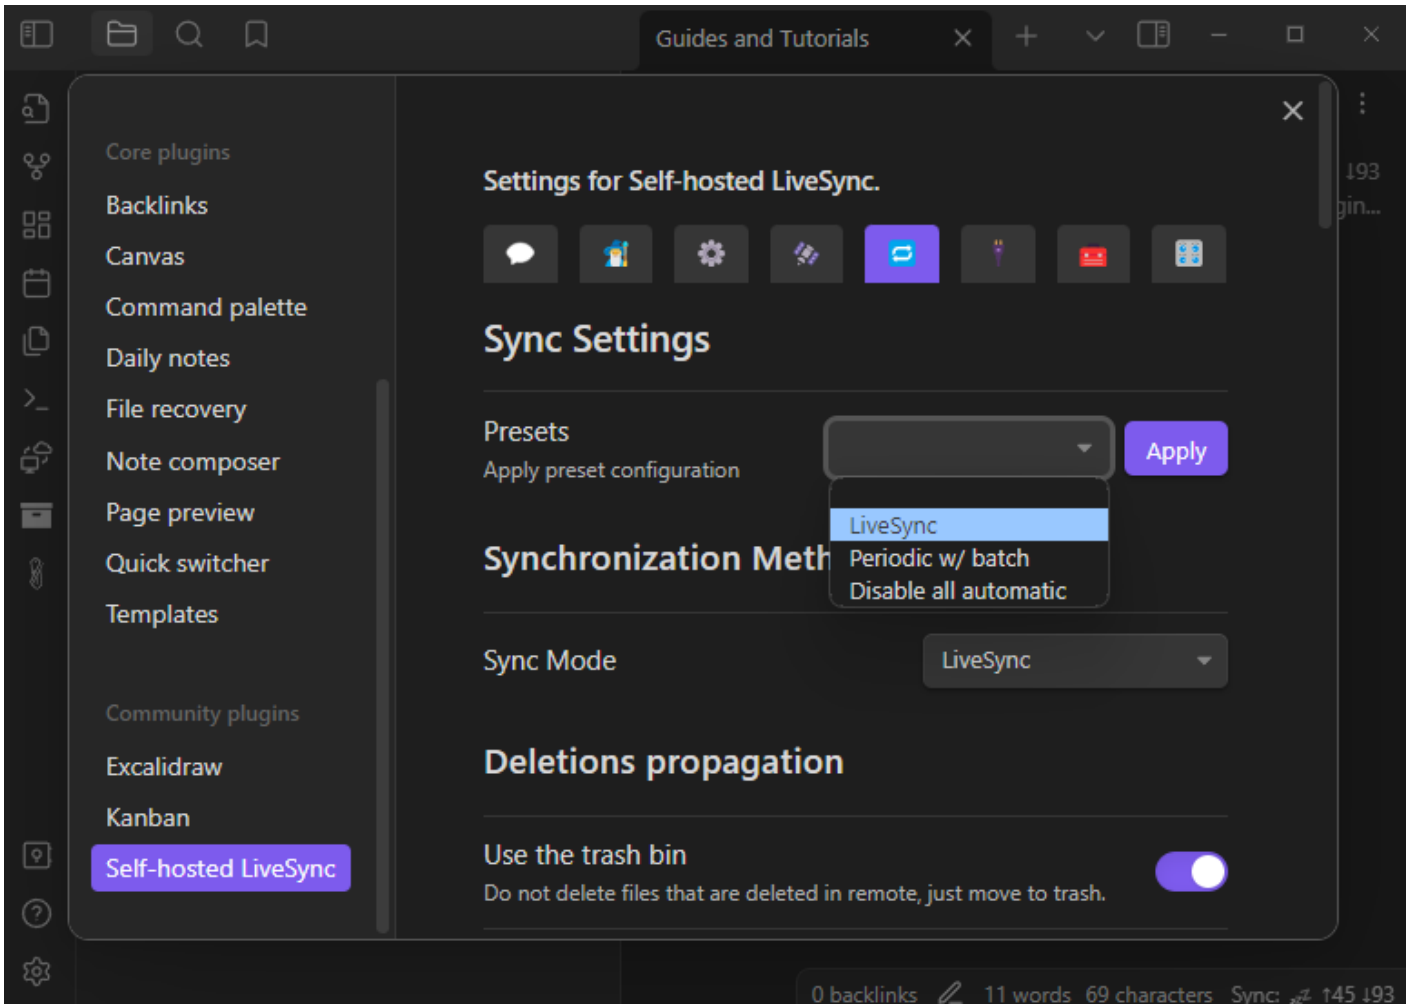 Guides and Tutorials
Core plugins
Backlinks
Canvas
Command palette
Daily notes
File recovery
Note composer
Page preview
Quick switcher
Templates
Community plugins
Excalidraw
Kanban
Self-hosted LiveSync
Settings for Self-hosted LiveSync.
Sync Settings
Presets
Apply preset configuration
Apply
LiveSync
Periodic w/ batch
Disable all automatic
Synchronization Meth
Sync Mode
LiveSync
Deletions propagation
Use the trash bin
Do not delete files that are deleted in remote, just move to trash.
↓93
gin...
0 backlinks 11 words 69 characters Sync: 💤 ↑45 ↓93